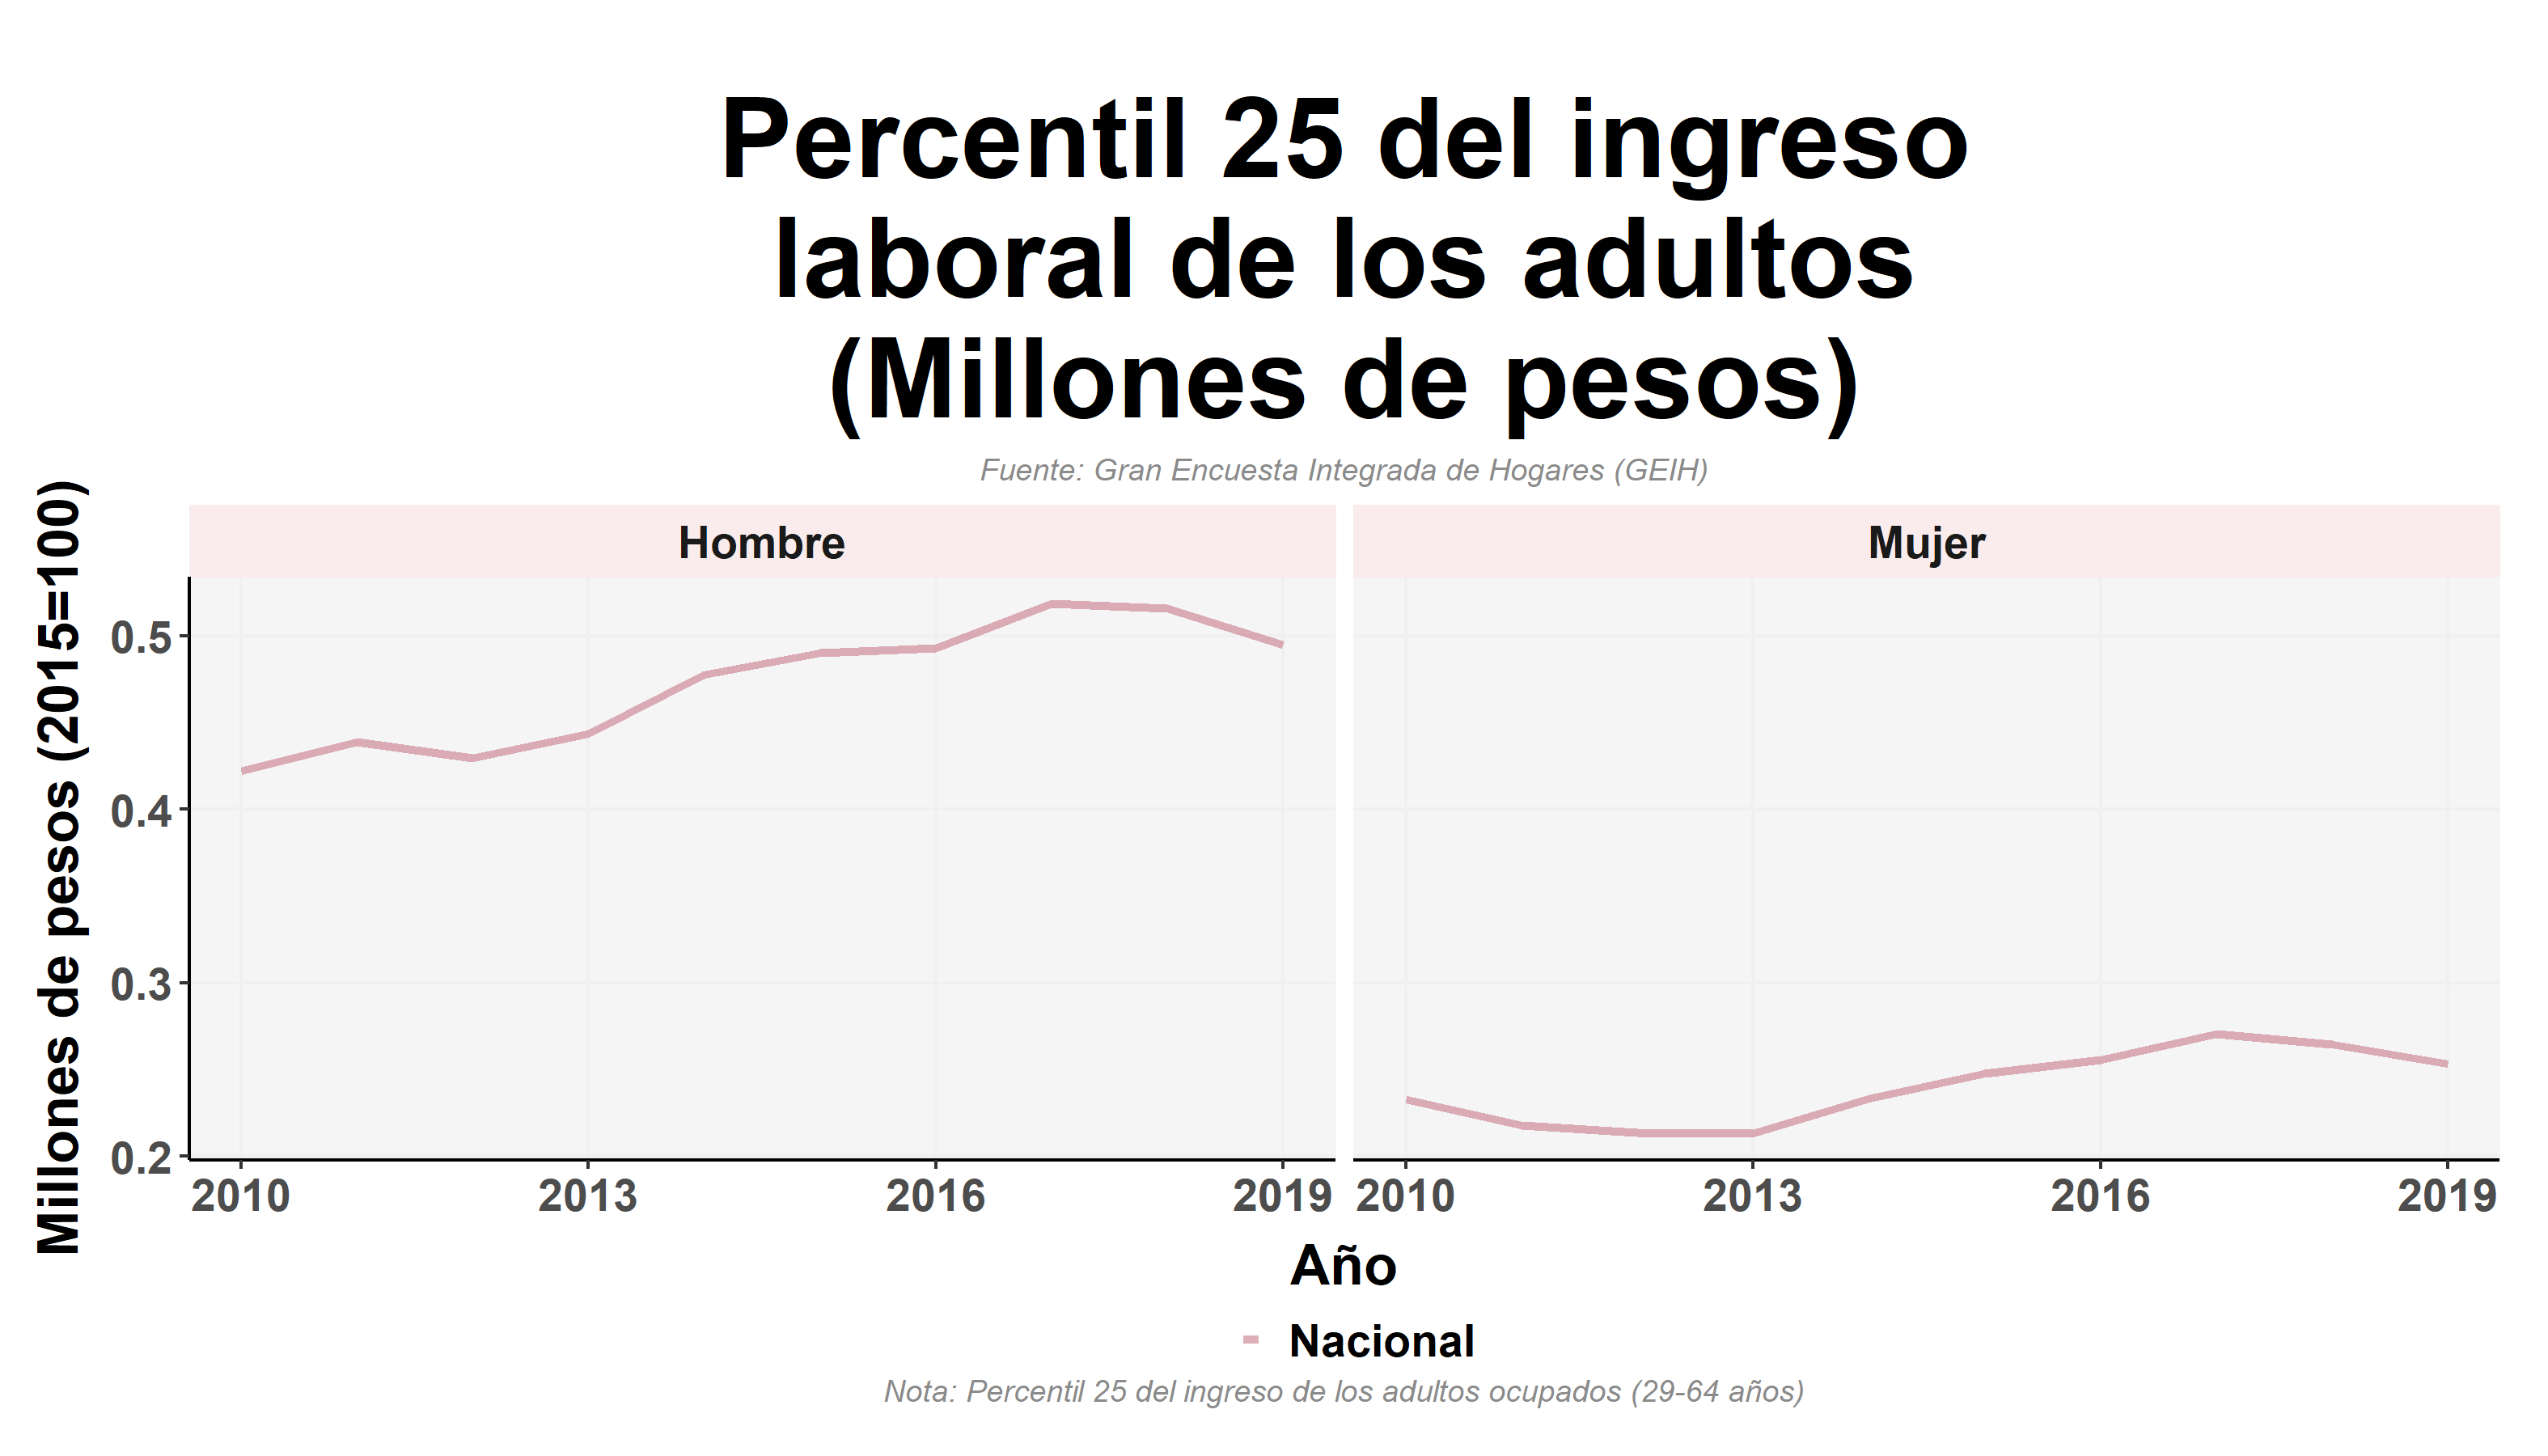 Percentil 25 del ingreso
laboral de los adultos
(Millones de pesos)
Fuente: Gran Encuesta Integrada de Hogares (GEIH)
Millones de pesos (2015=100)
Hombre
Mujer
0.5
0.4
0.3
0.2
2010 2013 2016 2019
2010 2013 2016 2019
Año
Nacional
Nota: Percentil 25 del ingreso de los adultos ocupados (29-64 años)